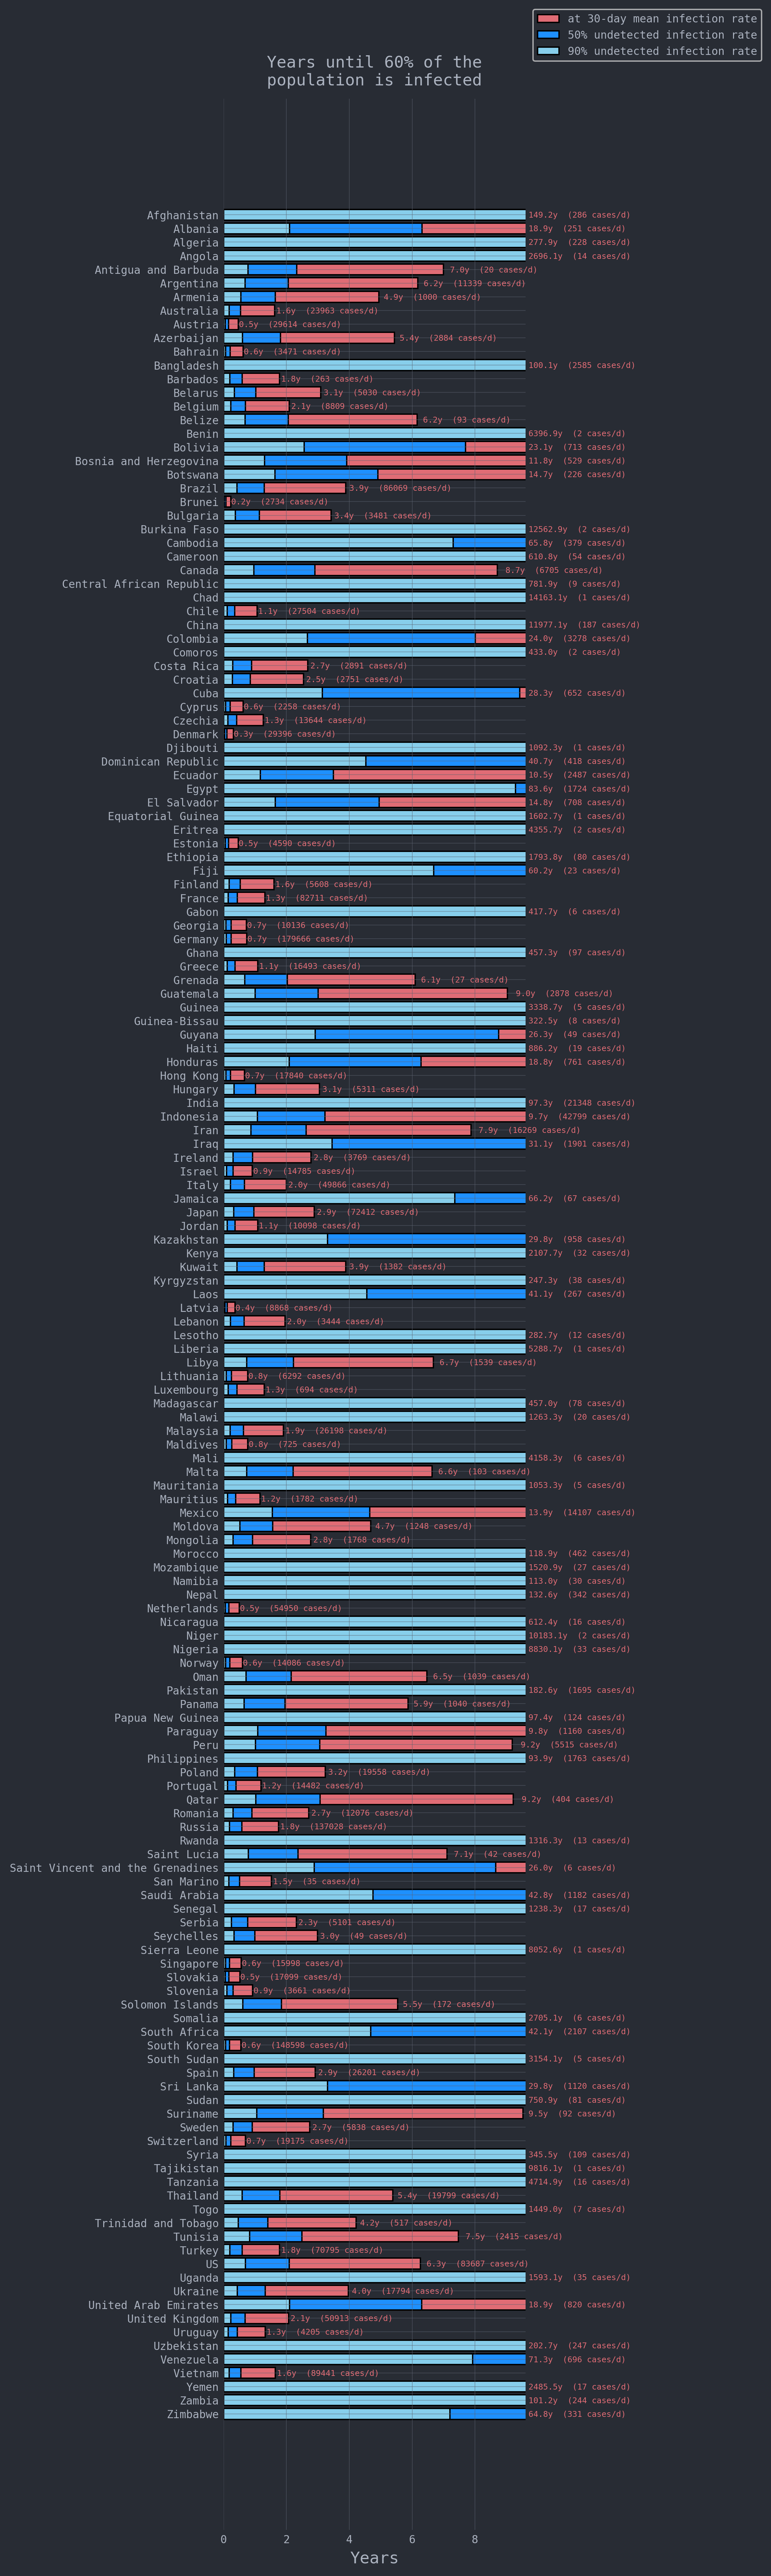 at 30-day mean infection rate
50% undetected infection rate
90% undetected infection rate
Years until 60% of the
population is infected
Afghanistan 149.2y (286 cases/d)
Albania 18.9y (251 cases/d)
Algeria 277.9y (228 cases/d)
Angola 2696.1y (14 cases/d)
Antigua and Barbuda 7.0y (20 cases/d)
Argentina 6.2y (11339 cases/d)
Armenia 4.9y (1000 cases/d)
Australia 1.6y (23963 cases/d)
Austria 0.5y (29614 cases/d)
Azerbaijan 5.4y (2884 cases/d)
Bahrain 0.6y (3471 cases/d)
Bangladesh 100.1y (2585 cases/d)
Barbados 1.8y (263 cases/d)
Belarus 3.1y (5030 cases/d)
Belgium 2.1y (8809 cases/d)
Belize 6.2y (93 cases/d)
Benin 6396.9y (2 cases/d)
Bolivia 23.1y (713 cases/d)
Bosnia and Herzegovina 11.8y (529 cases/d)
Botswana 14.7y (226 cases/d)
Brazil 3.9y (86069 cases/d)
Brunei 0.2y (2734 cases/d)
Bulgaria 3.4y (3481 cases/d)
Burkina Faso 12562.9y (2 cases/d)
Cambodia 65.8y (379 cases/d)
Cameroon 610.8y (54 cases/d)
Canada 8.7y (6705 cases/d)
Central African Republic 781.9y (9 cases/d)
Chad 14163.1y (1 cases/d)
Chile 1.1y (27504 cases/d)
China 11977.1y (187 cases/d)
Colombia 24.0y (3278 cases/d)
Comoros 433.0y (2 cases/d)
Costa Rica 2.7y (2891 cases/d)
Croatia 2.5y (2751 cases/d)
Cuba 28.3y (652 cases/d)
Cyprus 0.6y (2258 cases/d)
Czechia 1.3y (13644 cases/d)
Denmark 0.3y (29396 cases/d)
Djibouti 1092.3y (1 cases/d)
Dominican Republic 40.7y (418 cases/d)
Ecuador 10.5y (2487 cases/d)
Egypt 83.6y (1724 cases/d)
El Salvador 14.8y (708 cases/d)
Equatorial Guinea 1602.7y (1 cases/d)
Eritrea 4355.7y (2 cases/d)
Estonia 0.5y (4590 cases/d)
Ethiopia 1793.8y (80 cases/d)
Fiji 60.2y (23 cases/d)
Finland 1.6y (5608 cases/d)
France 1.3y (82711 cases/d)
Gabon 417.7y (6 cases/d)
Georgia 0.7y (10136 cases/d)
Germany 0.7y (179666 cases/d)
Ghana 457.3y (97 cases/d)
Greece 1.1y (16493 cases/d)
Grenada 6.1y (27 cases/d)
Guatemala 9.0y (2878 cases/d)
Guinea 3338.7y (5 cases/d)
Guinea-Bissau 322.5y (8 cases/d)
Guyana 26.3y (49 cases/d)
Haiti 886.2y (19 cases/d)
Honduras 18.8y (761 cases/d)
Hong Kong 0.7y (17840 cases/d)
Hungary 3.1y (5311 cases/d)
India 97.3y (21348 cases/d)
Indonesia 9.7y (42799 cases/d)
Iran 7.9y (16269 cases/d)
Iraq 31.1y (1901 cases/d)
Ireland 2.8y (3769 cases/d)
Israel 0.9y (14785 cases/d)
Italy 2.0y (49866 cases/d)
Jamaica 66.2y (67 cases/d)
Japan 2.9y (72412 cases/d)
Jordan 1.1y (10098 cases/d)
Kazakhstan 29.8y (958 cases/d)
Kenya 2107.7y (32 cases/d)
Kuwait 3.9y (1382 cases/d)
Kyrgyzstan 247.3y (38 cases/d)
Laos 41.1y (267 cases/d)
Latvia 0.4y (8868 cases/d)
Lebanon 2.0y (3444 cases/d)
Lesotho 282.7y (12 cases/d)
Liberia 5288.7y (1 cases/d)
Libya 6.7y (1539 cases/d)
Lithuania 0.8y (6292 cases/d)
Luxembourg 1.3y (694 cases/d)
Madagascar 457.0y (78 cases/d)
Malawi 1263.3y (20 cases/d)
Malaysia 1.9y (26198 cases/d)
Maldives 0.8y (725 cases/d)
Mali 4158.3y (6 cases/d)
Malta 6.6y (103 cases/d)
Mauritania 1053.3y (5 cases/d)
Mauritius 1.2y (1782 cases/d)
Mexico 13.9y (14107 cases/d)
Moldova 4.7y (1248 cases/d)
Mongolia 2.8y (1768 cases/d)
Morocco 118.9y (462 cases/d)
Mozambique 1520.9y (27 cases/d)
Namibia 113.0y (30 cases/d)
Nepal 132.6y (342 cases/d)
Netherlands 0.5y (54950 cases/d)
Nicaragua 612.4y (16 cases/d)
Niger 10183.1y (2 cases/d)
Nigeria 8830.1y (33 cases/d)
Norway 0.6y (14086 cases/d)
Oman 6.5y (1039 cases/d)
Pakistan 182.6y (1695 cases/d)
Panama 5.9y (1040 cases/d)
Papua New Guinea 97.4y (124 cases/d)
Paraguay 9.8y (1160 cases/d)
Peru 9.2y (5515 cases/d)
Philippines 93.9y (1763 cases/d)
Poland 3.2y (19558 cases/d)
Portugal 1.2y (14482 cases/d)
Qatar 9.2y (404 cases/d)
Romania 2.7y (12076 cases/d)
Russia 1.8y (137028 cases/d)
Rwanda 1316.3y (13 cases/d)
Saint Lucia 7.1y (42 cases/d)
Saint Vincent and the Grenadines 26.0y (6 cases/d)
San Marino 1.5y (35 cases/d)
Saudi Arabia 42.8y (1182 cases/d)
Senegal 1238.3y (17 cases/d)
Serbia 2.3y (5101 cases/d)
Seychelles 3.0y (49 cases/d)
Sierra Leone 8052.6y (1 cases/d)
Singapore 0.6y (15998 cases/d)
Slovakia 0.5y (17099 cases/d)
Slovenia 0.9y (3661 cases/d)
Solomon Islands 5.5y (172 cases/d)
Somalia 2705.1y (6 cases/d)
South Africa 42.1y (2107 cases/d)
South Korea 0.6y (148598 cases/d)
South Sudan 3154.1y (5 cases/d)
Spain 2.9y (26201 cases/d)
Sri Lanka 29.8y (1120 cases/d)
Sudan 750.9y (81 cases/d)
Suriname 9.5y (92 cases/d)
Sweden 2.7y (5838 cases/d)
Switzerland 0.7y (19175 cases/d)
Syria 345.5y (109 cases/d)
Tajikistan 9816.1y (1 cases/d)
Tanzania 4714.9y (16 cases/d)
Thailand 5.4y (19799 cases/d)
Togo 1449.0y (7 cases/d)
Trinidad and Tobago 4.2y (517 cases/d)
Tunisia 7.5y (2415 cases/d)
Turkey 1.8y (70795 cases/d)
US 6.3y (83687 cases/d)
Uganda 1593.1y (35 cases/d)
Ukraine 4.0y (17794 cases/d)
United Arab Emirates 18.9y (820 cases/d)
United Kingdom 2.1y (50913 cases/d)
Uruguay 1.3y (4205 cases/d)
Uzbekistan 202.7y (247 cases/d)
Venezuela 71.3y (696 cases/d)
Vietnam 1.6y (89441 cases/d)
Yemen 2485.5y (17 cases/d)
Zambia 101.2y (244 cases/d)
Zimbabwe 64.8y (331 cases/d)
0 2 4 6 8
Years